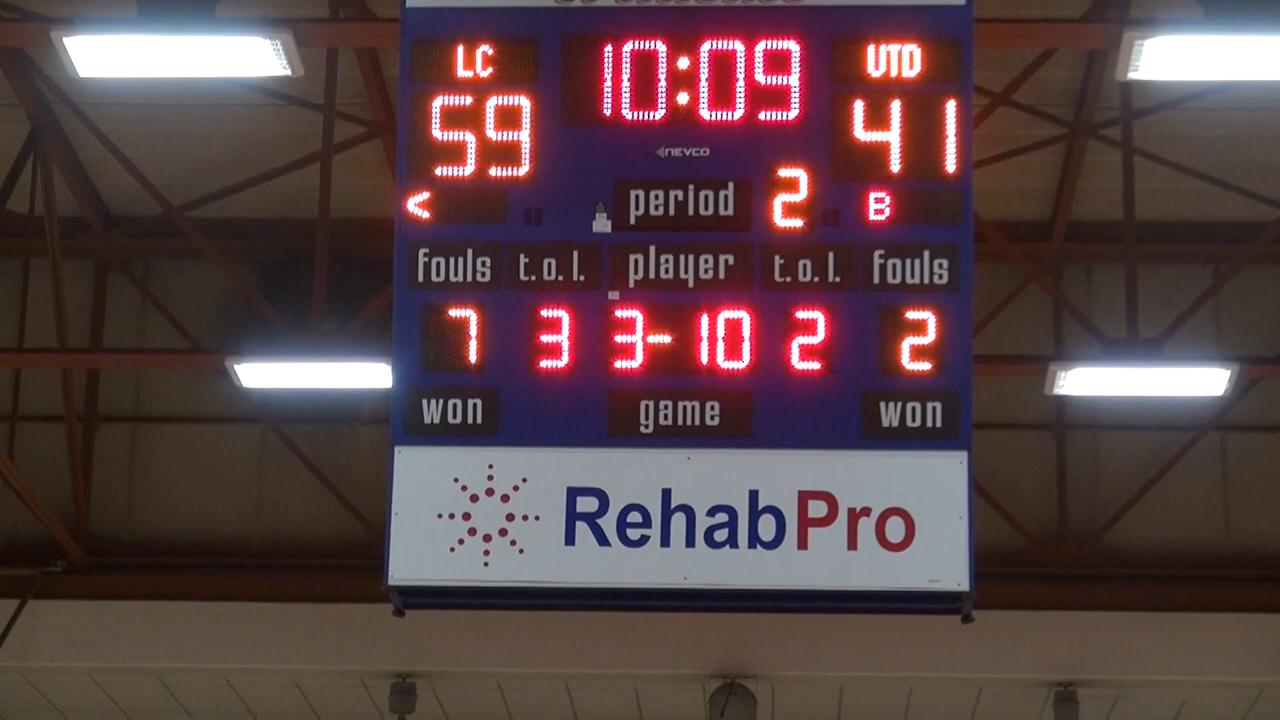 LC 10:09 UTD
59 41
NEVCO
< period 2 B
fouls t.o.l. player t.o.l. fouls
7 3 3-10 2 2
won game won
RehabPro